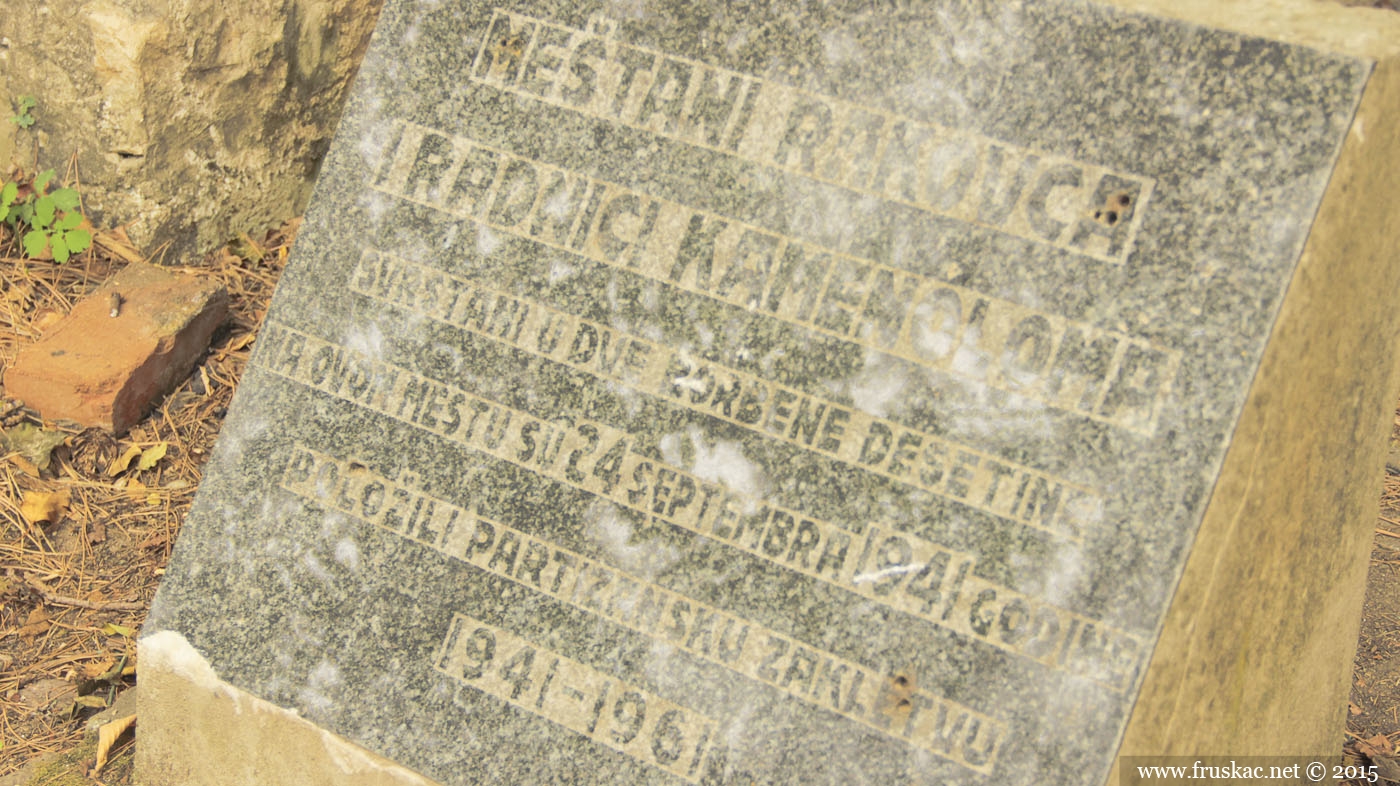 MEŠTANI RAKOVCA
I RADNICI KAMENOLOMA
SVRSTANI U DVE BORBENE DESETINE
NA OVOM MESTU SU 24 SEPTEMBRA 1941 GODINE
POLOŽILI PARTIZANSKU ZAKLETVU
1941-1961
www.fruskac.net © 2015